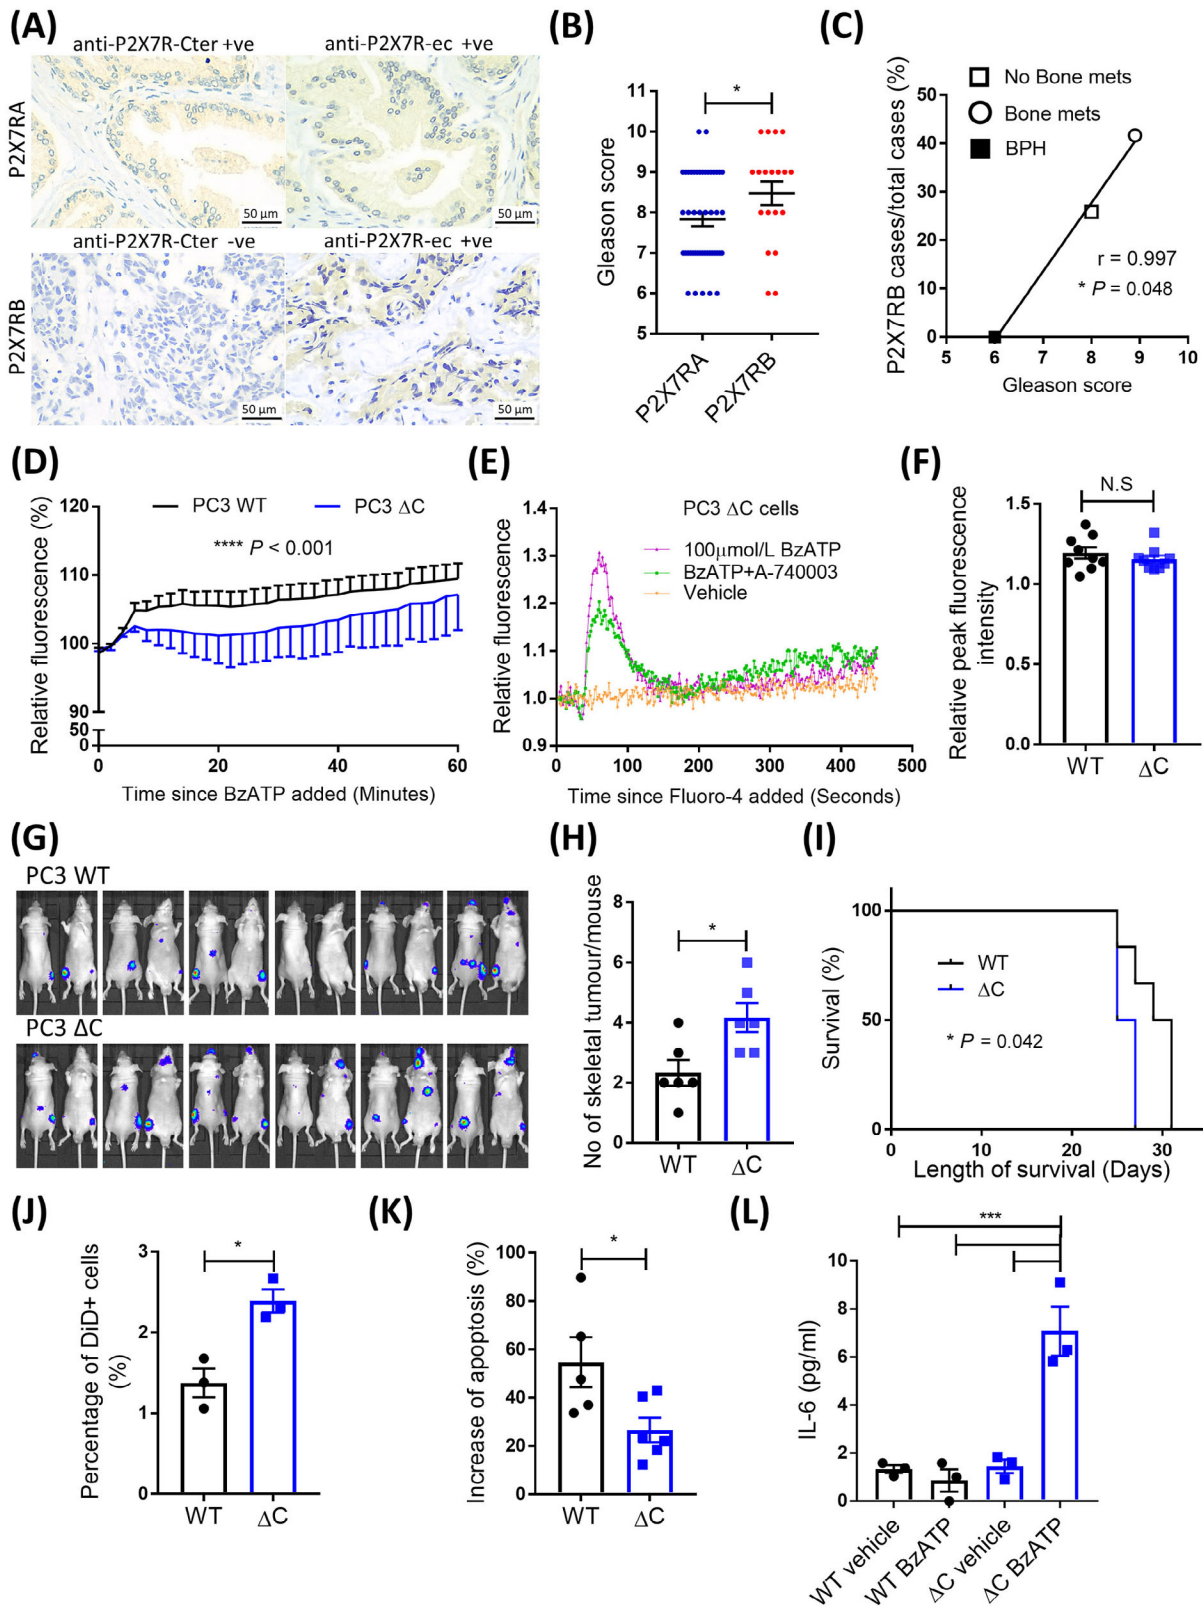 (A)
anti-P2X7R-Cter +ve
anti-P2X7R-ec +ve
P2X7RA
50 µm
50 µm
anti-P2X7R-Cter -ve
anti-P2X7R-ec +ve
P2X7RB
50 µm
50 µm
(B)
*
Gleason score
11
10
9
8
7
6
5
P2X7RA
P2X7RB
(C)
No Bone mets
Bone mets
BPH
P2X7RB cases/total cases (%)
50
40
30
20
10
0
r = 0.997
* P = 0.048
5
6
7
8
9
10
Gleason score
(D)
PC3 WT
PC3 ΔC
**** P < 0.001
Relative fluorescence (%)
120
110
100
90
50
0
0
20
40
60
Time since BzATP added (Minutes)
(E)
PC3 ΔC cells
100µmol/L BzATP
BzATP+A-740003
Vehicle
Relative fluorescence
1.4
1.3
1.2
1.1
1.0
0.9
0
100
200
300
400
500
Time since Fluoro-4 added (Seconds)
(F)
N.S
Relative peak fluorescence
intensity
1.5
1.0
0.5
0.0
WT
ΔC
(G)
PC3 WT
PC3 ΔC
(H)
*
No of skeletal tumour/mouse
8
6
4
2
0
WT
ΔC
(I)
Survival (%)
100
50
0
WT
ΔC
* P = 0.042
0
10
20
30
Length of survival (Days)
(J)
*
Percentage of DiD+ cells
(%)
3
2
1
0
WT
ΔC
(K)
*
Increase of apoptosis (%)
100
80
60
40
20
0
WT
ΔC
(L)
***
IL-6 (pg/ml)
10
8
6
4
2
0
WT vehicle
WT BzATP
ΔC vehicle
ΔC BzATP